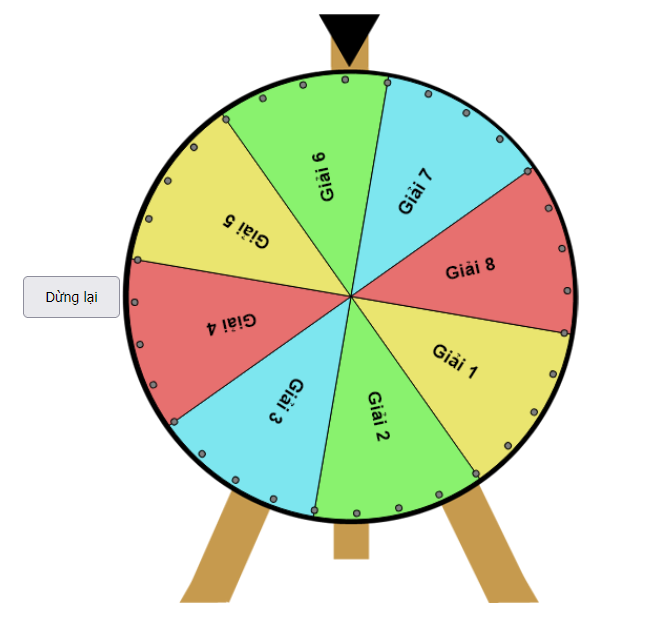 Giải 6
Giải 7
Giải 5
Giải 8
Dừng lại
Giải 4
Giải 1
Giải 3
Giải 2